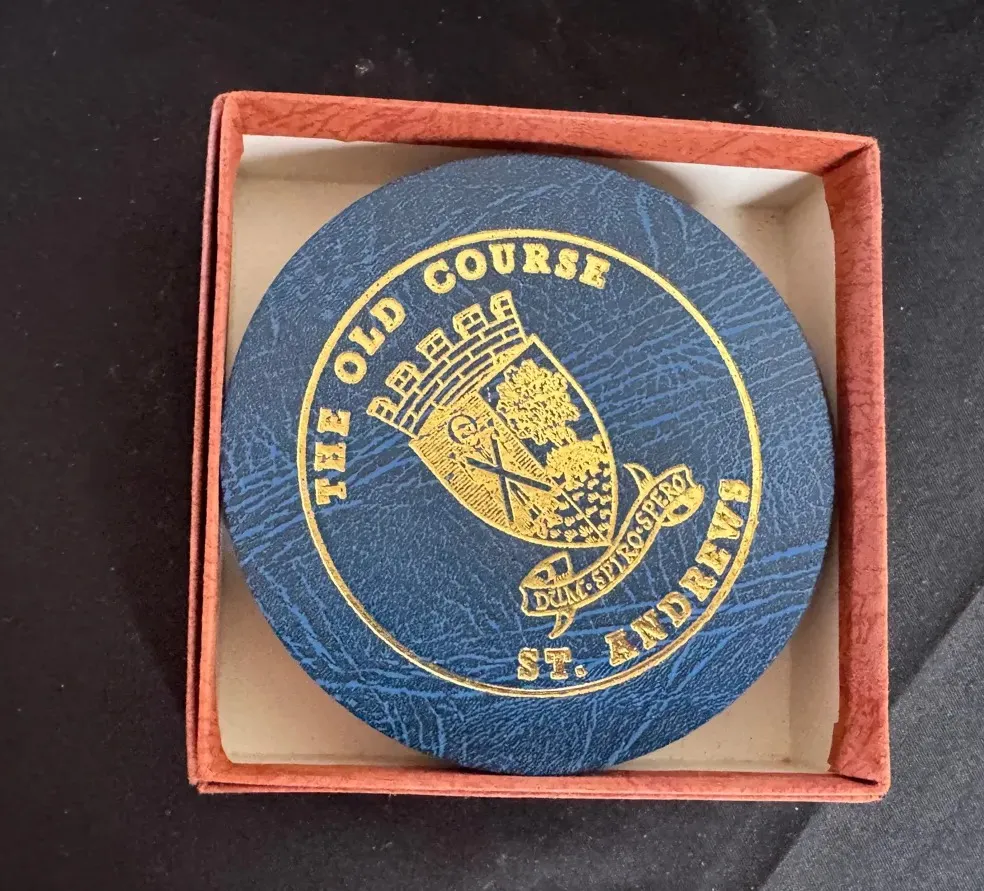 THE OLD COURSE
DUM·SPIRO·SPERO
ST. ANDREWS